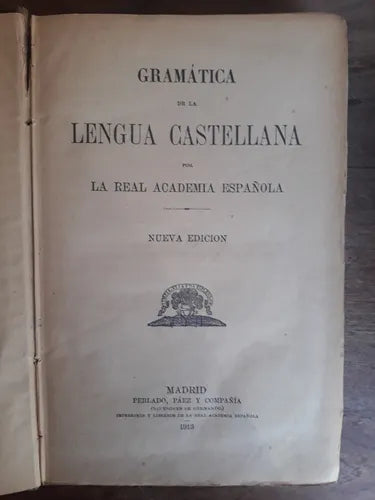 GRAMÁTICA
DE LA
LENGUA CASTELLANA
POR
LA REAL ACADEMIA ESPAÑOLA
NUEVA EDICION
MADRID
PERLADO, PÁEZ Y COMPAÑÍA
(SUCESORES DE HERNANDO)
IMPRESORES Y LIBREROS DE LA REAL ACADEMIA ESPAÑOLA
1913